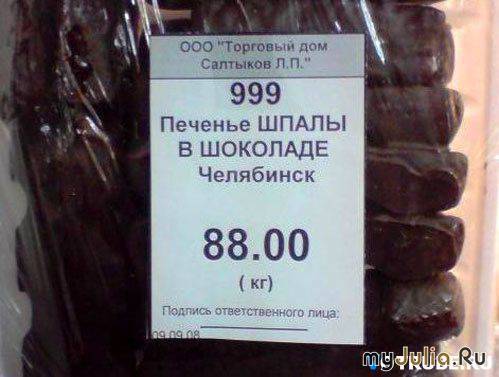 ООО "Торговый дом
Салтыков Л.П."
999
Печенье ШПАЛЫ
В ШОКОЛАДЕ
Челябинск
88.00
( кг)
Подпись ответственного лица:
09.09.08
myJulia.Ru